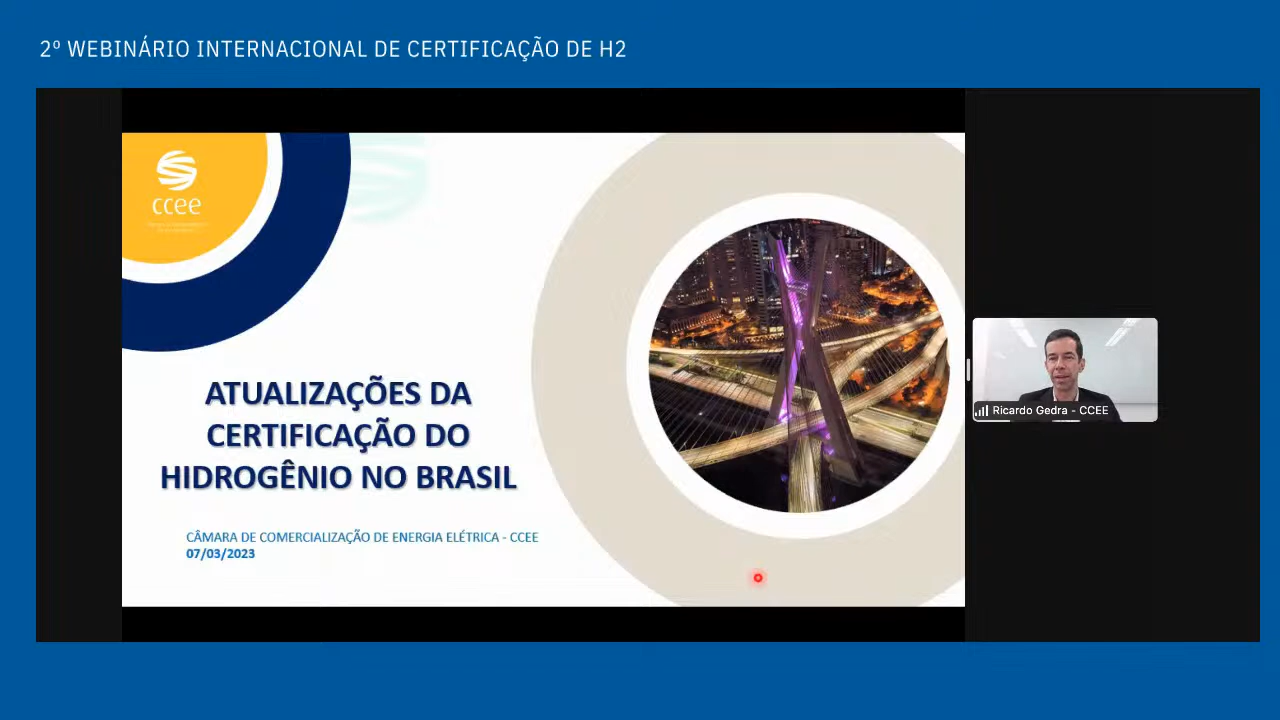 2º WEBINÁRIO INTERNACIONAL DE CERTIFICAÇÃO DE H2
ccee
ATUALIZAÇÕES DA
CERTIFICAÇÃO DO
HIDROGÊNIO NO BRASIL
CÂMARA DE COMERCIALIZAÇÃO DE ENERGIA ELÉTRICA - CCEE
07/03/2023
Ricardo Gedra - CCEE